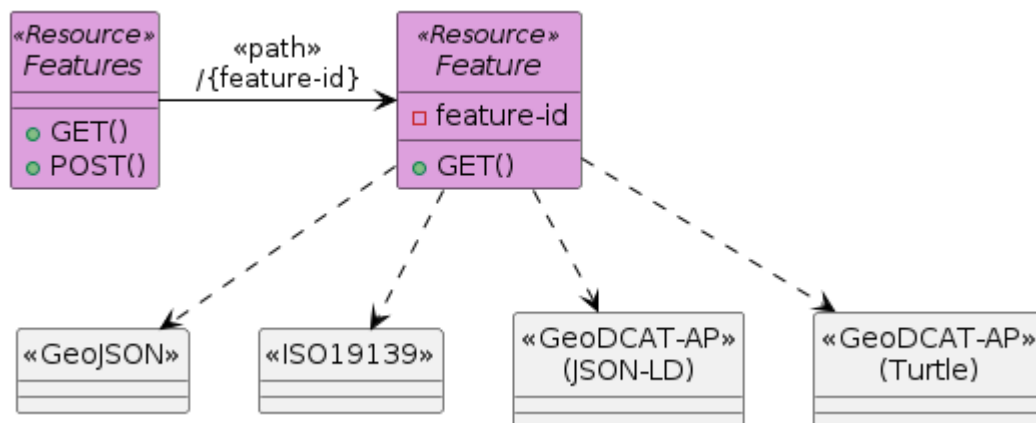 «Resource»
Features
GET()
POST()
«path»
/{feature-id}
«Resource»
Feature
feature-id
GET()
«GeoJSON»
«ISO19139»
«GeoDCAT-AP»
(JSON-LD)
«GeoDCAT-AP»
(Turtle)